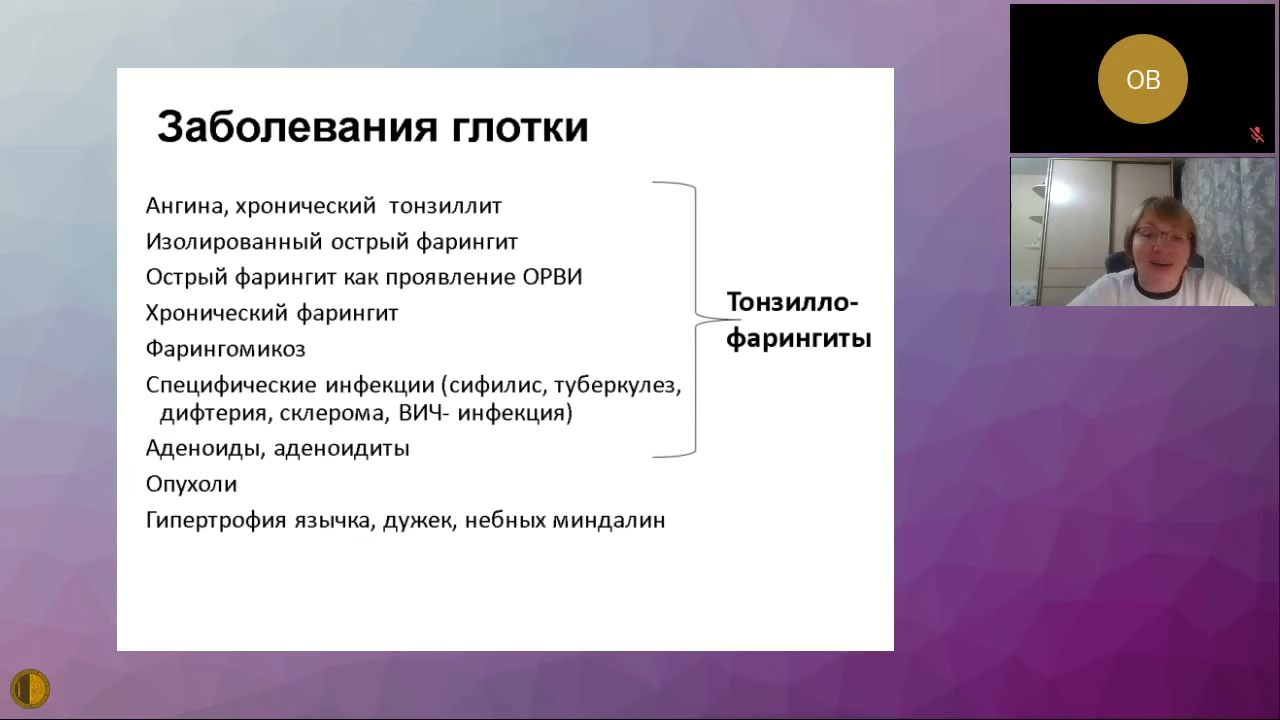 Заболевания глотки
Ангина, хронический тонзиллит
Изолированный острый фарингит
Острый фарингит как проявление ОРВИ
Хронический фарингит
Фарингомикоз
Специфические инфекции (сифилис, туберкулез,
дифтерия, склерома, ВИЧ- инфекция)
Аденоиды, аденоидиты
Опухоли
Гипертрофия язычка, дужек, небных миндалин
Тонзилло-
фарингиты
ОВ